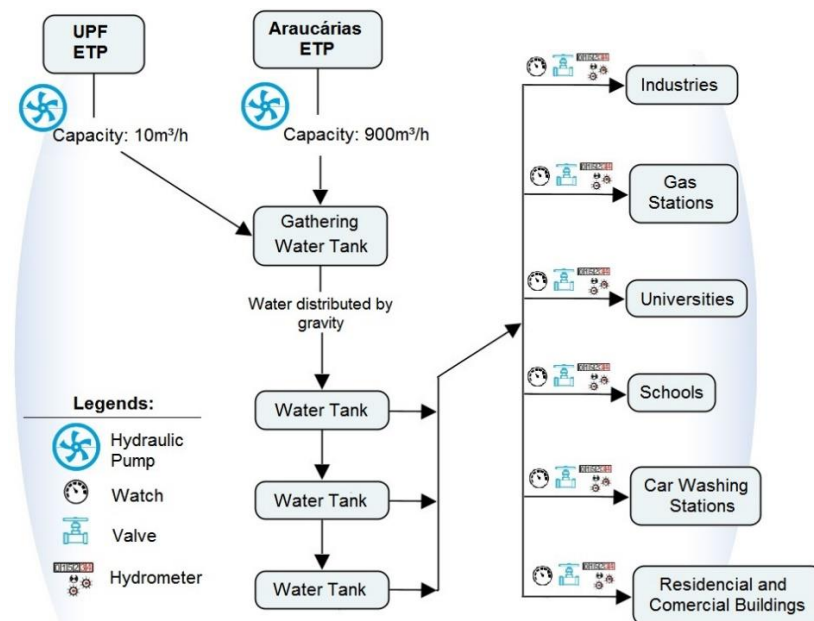 UPF
ETP
Araucárias
ETP
Capacity: 10m³/h
Capacity: 900m³/h
Gathering
Water Tank
Water distributed by
gravity
Water Tank
Water Tank
Water Tank
Legends:
Hydraulic
Pump
Watch
Valve
Hydrometer
Industries
Gas
Stations
Universities
Schools
Car Washing
Stations
Residencial and
Comercial Buildings